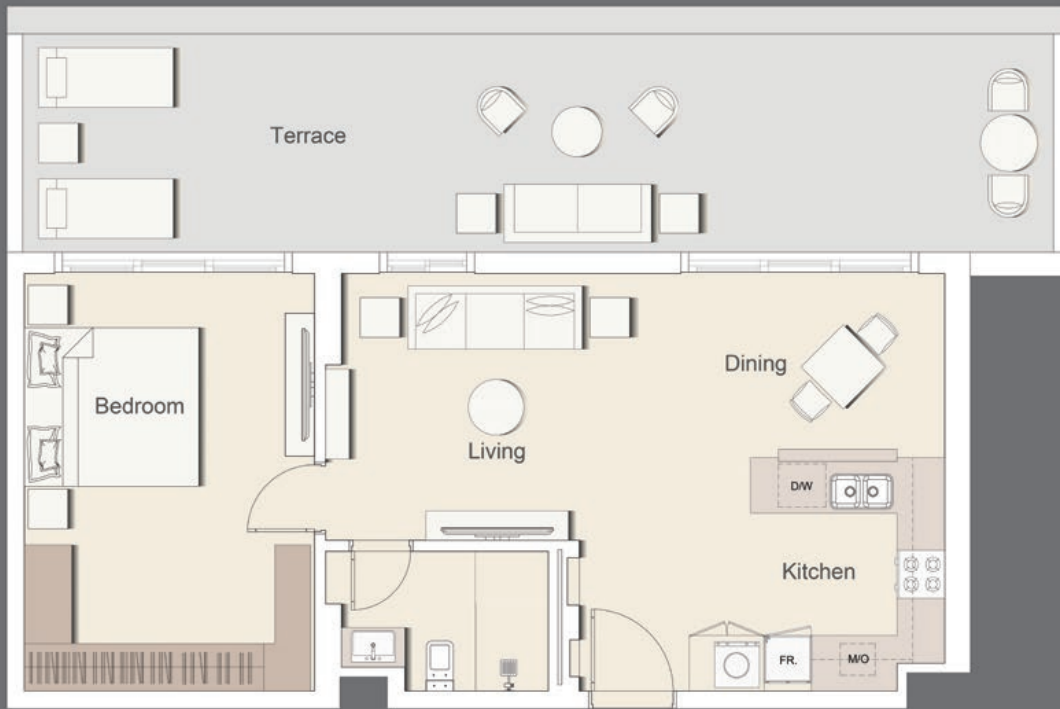 Terrace
Dining
Bedroom
Living
D/W
Kitchen
FR.
M/O